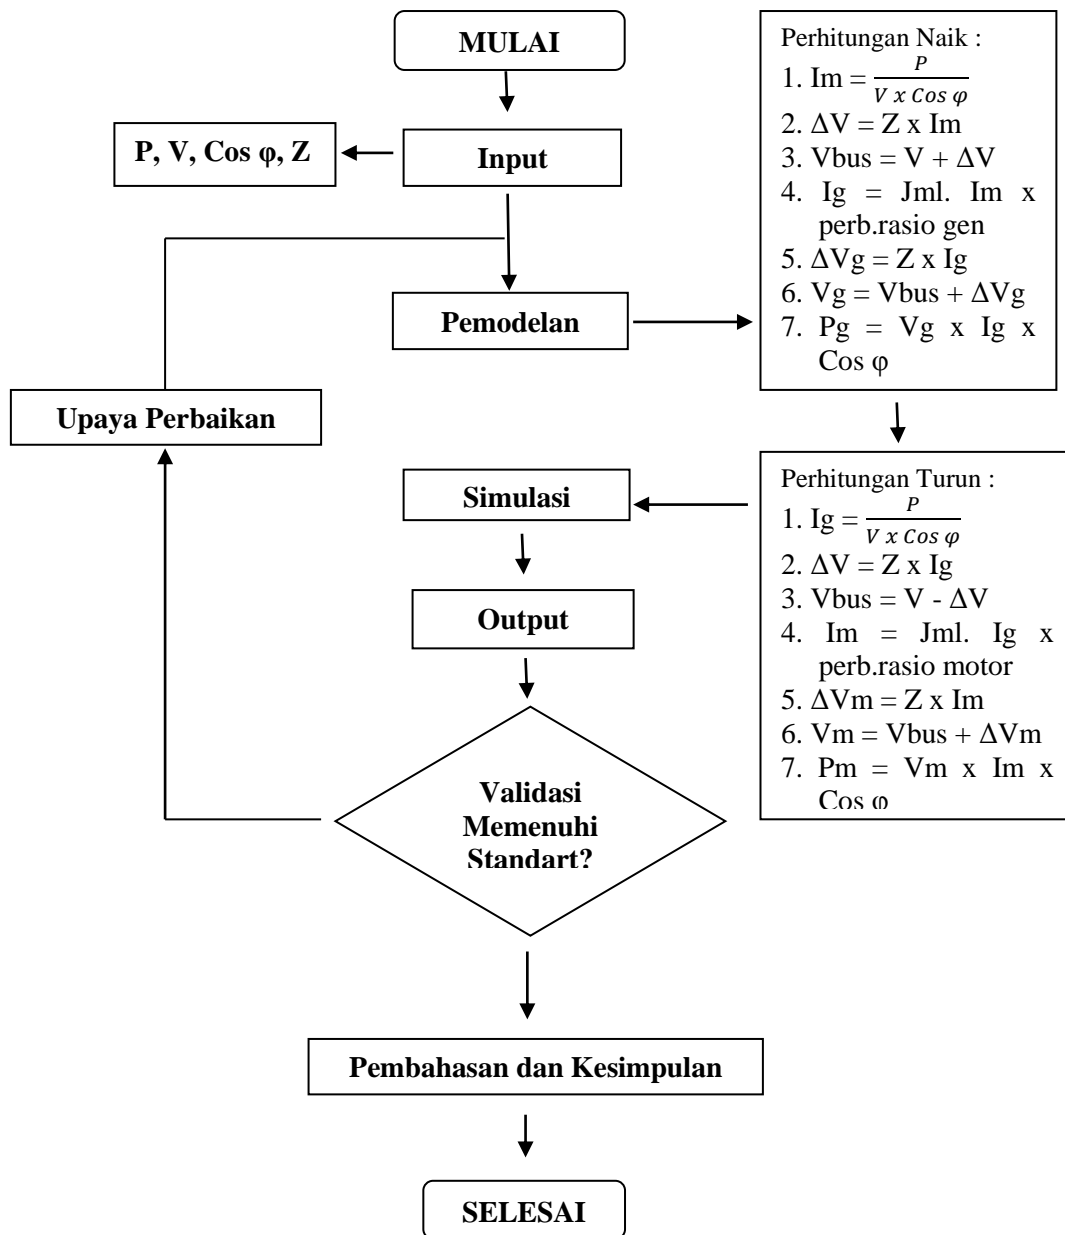 MULAI
P, V, Cos φ, Z
Input
Pemodelan
Perhitungan Naik :
1. Im = P / V x Cos φ
2. ΔV = Z x Im
3. Vbus = V + ΔV
4. Ig = Jml. Im x
perb.rasio gen
5. ΔVg = Z x Ig
6. Vg = Vbus + ΔVg
7. Pg = Vg x Ig x
Cos φ
Upaya Perbaikan
Perhitungan Turun :
1. Ig = P / V x Cos φ
2. ΔV = Z x Ig
3. Vbus = V - ΔV
4. Im = Jml. Ig x
perb.rasio motor
5. ΔVm = Z x Im
6. Vm = Vbus + ΔVm
7. Pm = Vm x Im x
Cos φ
Simulasi
Output
Validasi
Memenuhi
Standart?
Pembahasan dan Kesimpulan
SELESAI